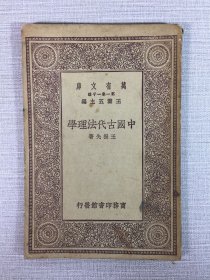 萬有文庫
第一集一千種
王雲五主編
中國古代法理學
王振先著
商務印書館發行